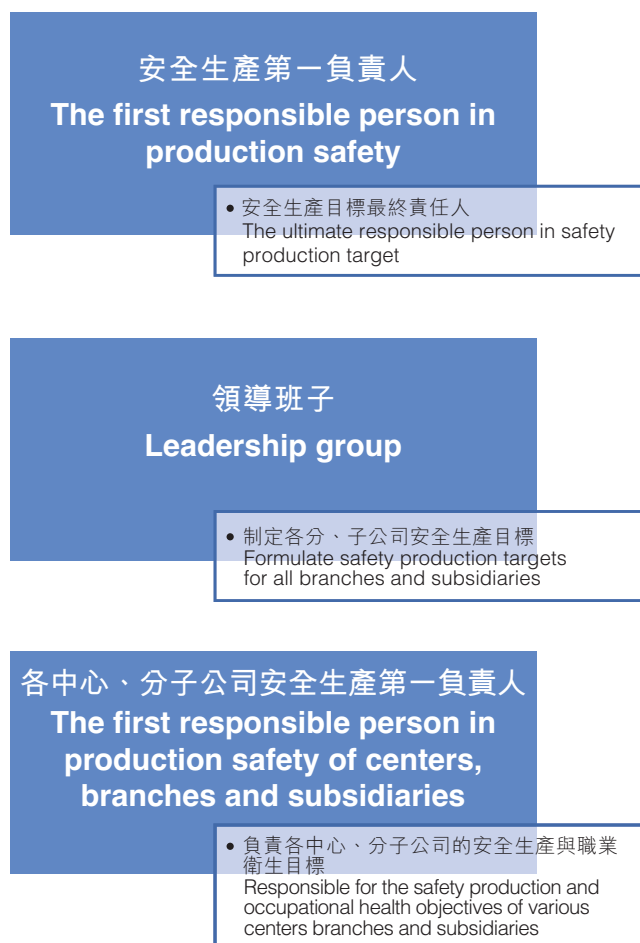 安全生產第一負責人
The first responsible person in
production safety
• 安全生產目標最終責任人
The ultimate responsible person in safety
production target
領導班子
Leadership group
• 制定各分、子公司安全生產目標
Formulate safety production targets
for all branches and subsidiaries
各中心、分子公司安全生產第一負責人
The first responsible person in
production safety of centers,
branches and subsidiaries
• 負責各中心、分子公司的安全生產與職業
衛生目標
Responsible for the safety production and
occupational health objectives of various
centers branches and subsidiaries